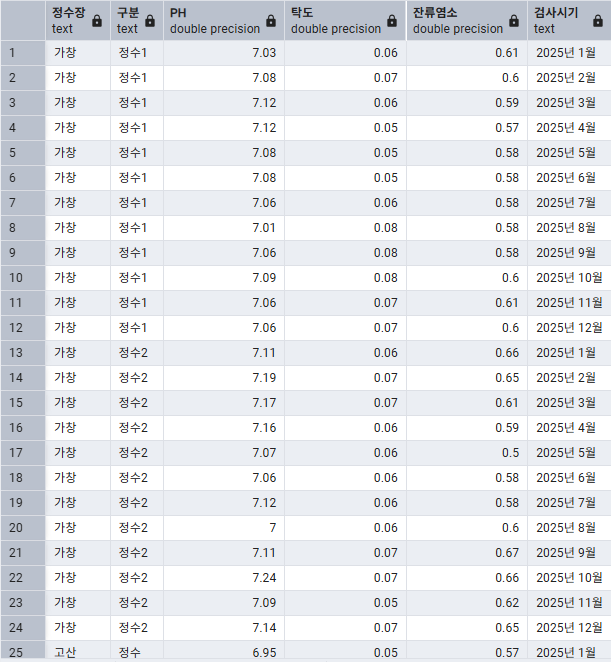 정수장 구분 PH 탁도 잔류염소 검사시기
text text double precision double precision double precision text
1 가창 정수1 7.03 0.06 0.61 2025년 1월
2 가창 정수1 7.08 0.07 0.6 2025년 2월
3 가창 정수1 7.12 0.06 0.59 2025년 3월
4 가창 정수1 7.12 0.05 0.57 2025년 4월
5 가창 정수1 7.08 0.05 0.58 2025년 5월
6 가창 정수1 7.08 0.05 0.58 2025년 6월
7 가창 정수1 7.06 0.06 0.58 2025년 7월
8 가창 정수1 7.01 0.08 0.58 2025년 8월
9 가창 정수1 7.06 0.08 0.58 2025년 9월
10 가창 정수1 7.09 0.08 0.6 2025년 10월
11 가창 정수1 7.06 0.07 0.61 2025년 11월
12 가창 정수1 7.06 0.07 0.6 2025년 12월
13 가창 정수2 7.11 0.06 0.66 2025년 1월
14 가창 정수2 7.19 0.07 0.65 2025년 2월
15 가창 정수2 7.17 0.07 0.61 2025년 3월
16 가창 정수2 7.16 0.06 0.59 2025년 4월
17 가창 정수2 7.07 0.06 0.5 2025년 5월
18 가창 정수2 7.06 0.06 0.58 2025년 6월
19 가창 정수2 7.12 0.06 0.58 2025년 7월
20 가창 정수2 7 0.06 0.6 2025년 8월
21 가창 정수2 7.11 0.07 0.67 2025년 9월
22 가창 정수2 7.24 0.07 0.66 2025년 10월
23 가창 정수2 7.09 0.05 0.62 2025년 11월
24 가창 정수2 7.14 0.07 0.65 2025년 12월
25 고산 정수 6.95 0.05 0.57 2025년 1월